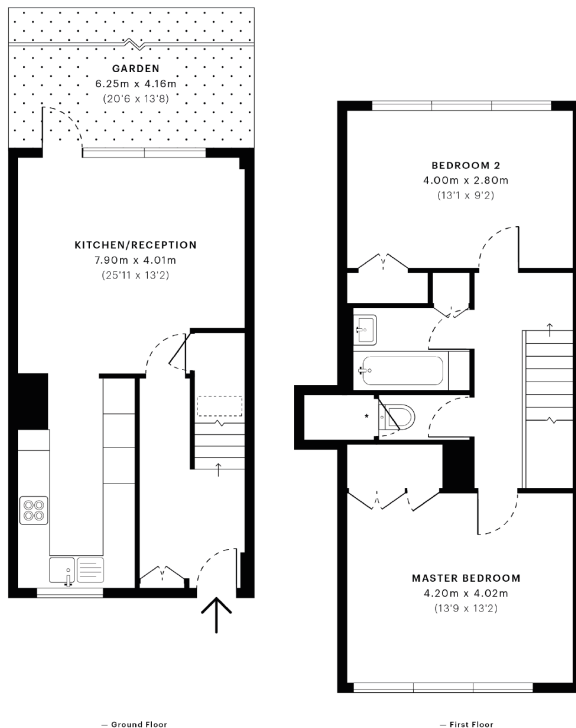 GARDEN
6.25m x 4.16m
(20'6 x 13'8)
KITCHEN/RECEPTION
7.90m x 4.01m
(25'11 x 13'2)
BEDROOM 2
4.00m x 2.80m
(13'1 x 9'2)
*
MASTER BEDROOM
4.20m x 4.02m
(13'9 x 13'2)
— Ground Floor
— First Floor